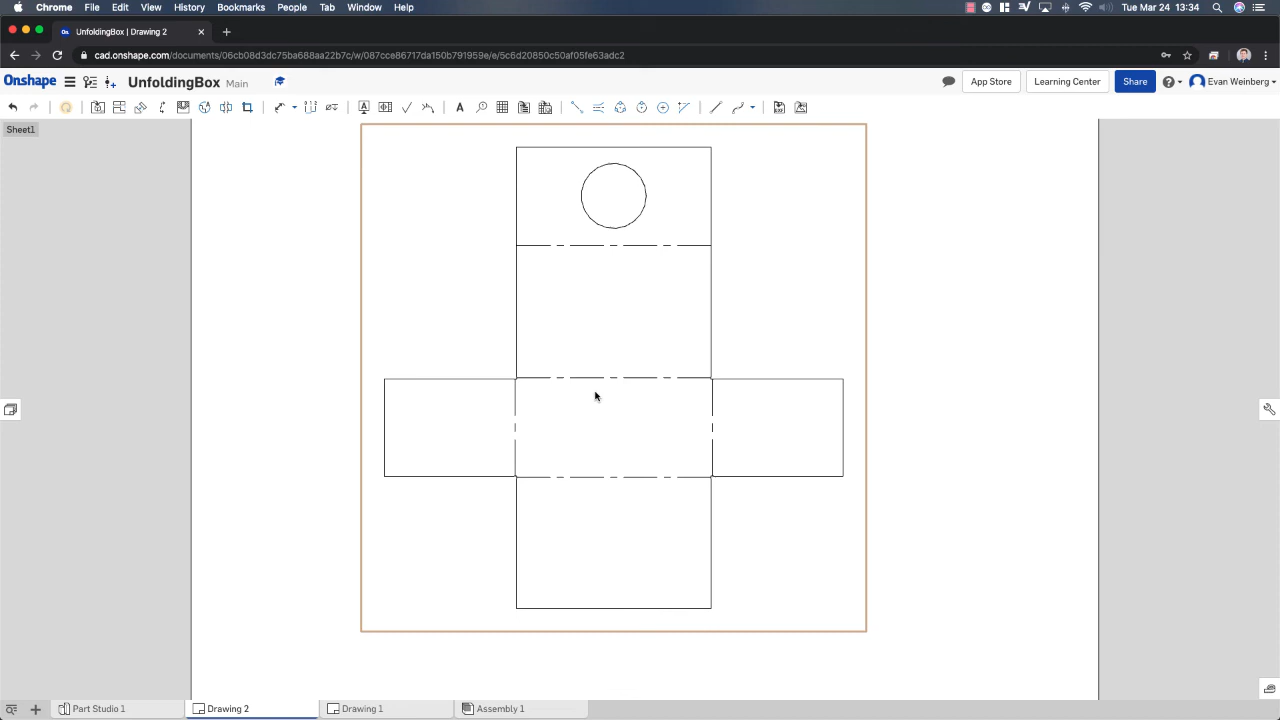 Chrome File Edit View History Bookmarks People Tab Window Help Tue Mar 24 13:34
On UnfoldingBox | Drawing 2
cad.onshape.com/documents/06cb08d3dc75ba688aa22b7c/w/087cce86717da150b791959e/e/5c6d20850c50af05fe63adc2
Onshape UnfoldingBox Main App Store Learning Center Share Evan Weinberg
Sheet1
Part Studio 1 Drawing 2 Drawing 1 Assembly 1